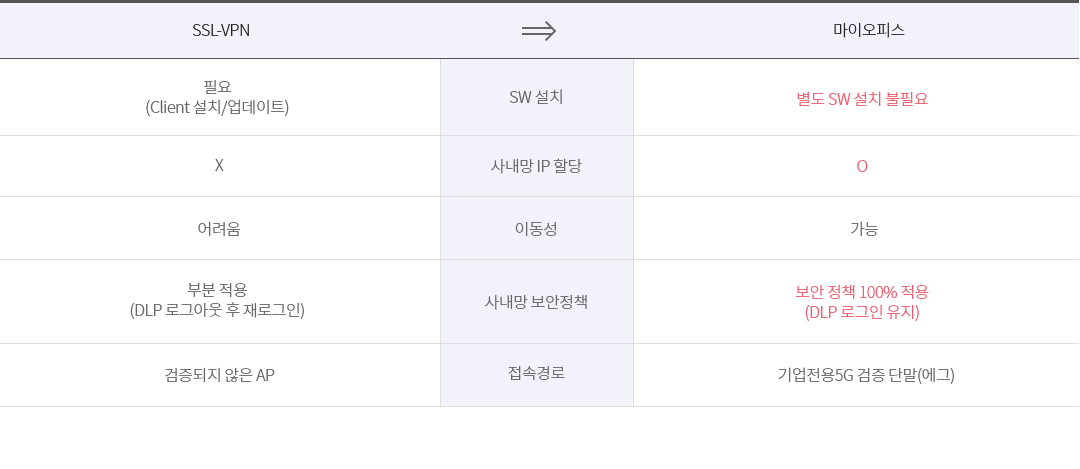 SSL-VPN
마이오피스
필요
(Client 설치/업데이트)
SW 설치
별도 SW 설치 불필요
X
사내망 IP 할당
O
어려움
이동성
가능
부분 적용
(DLP 로그아웃 후 재로그인)
사내망 보안정책
보안 정책 100% 적용
(DLP 로그인 유지)
검증되지 않은 AP
접속경로
기업전용5G 검증 단말(에그)